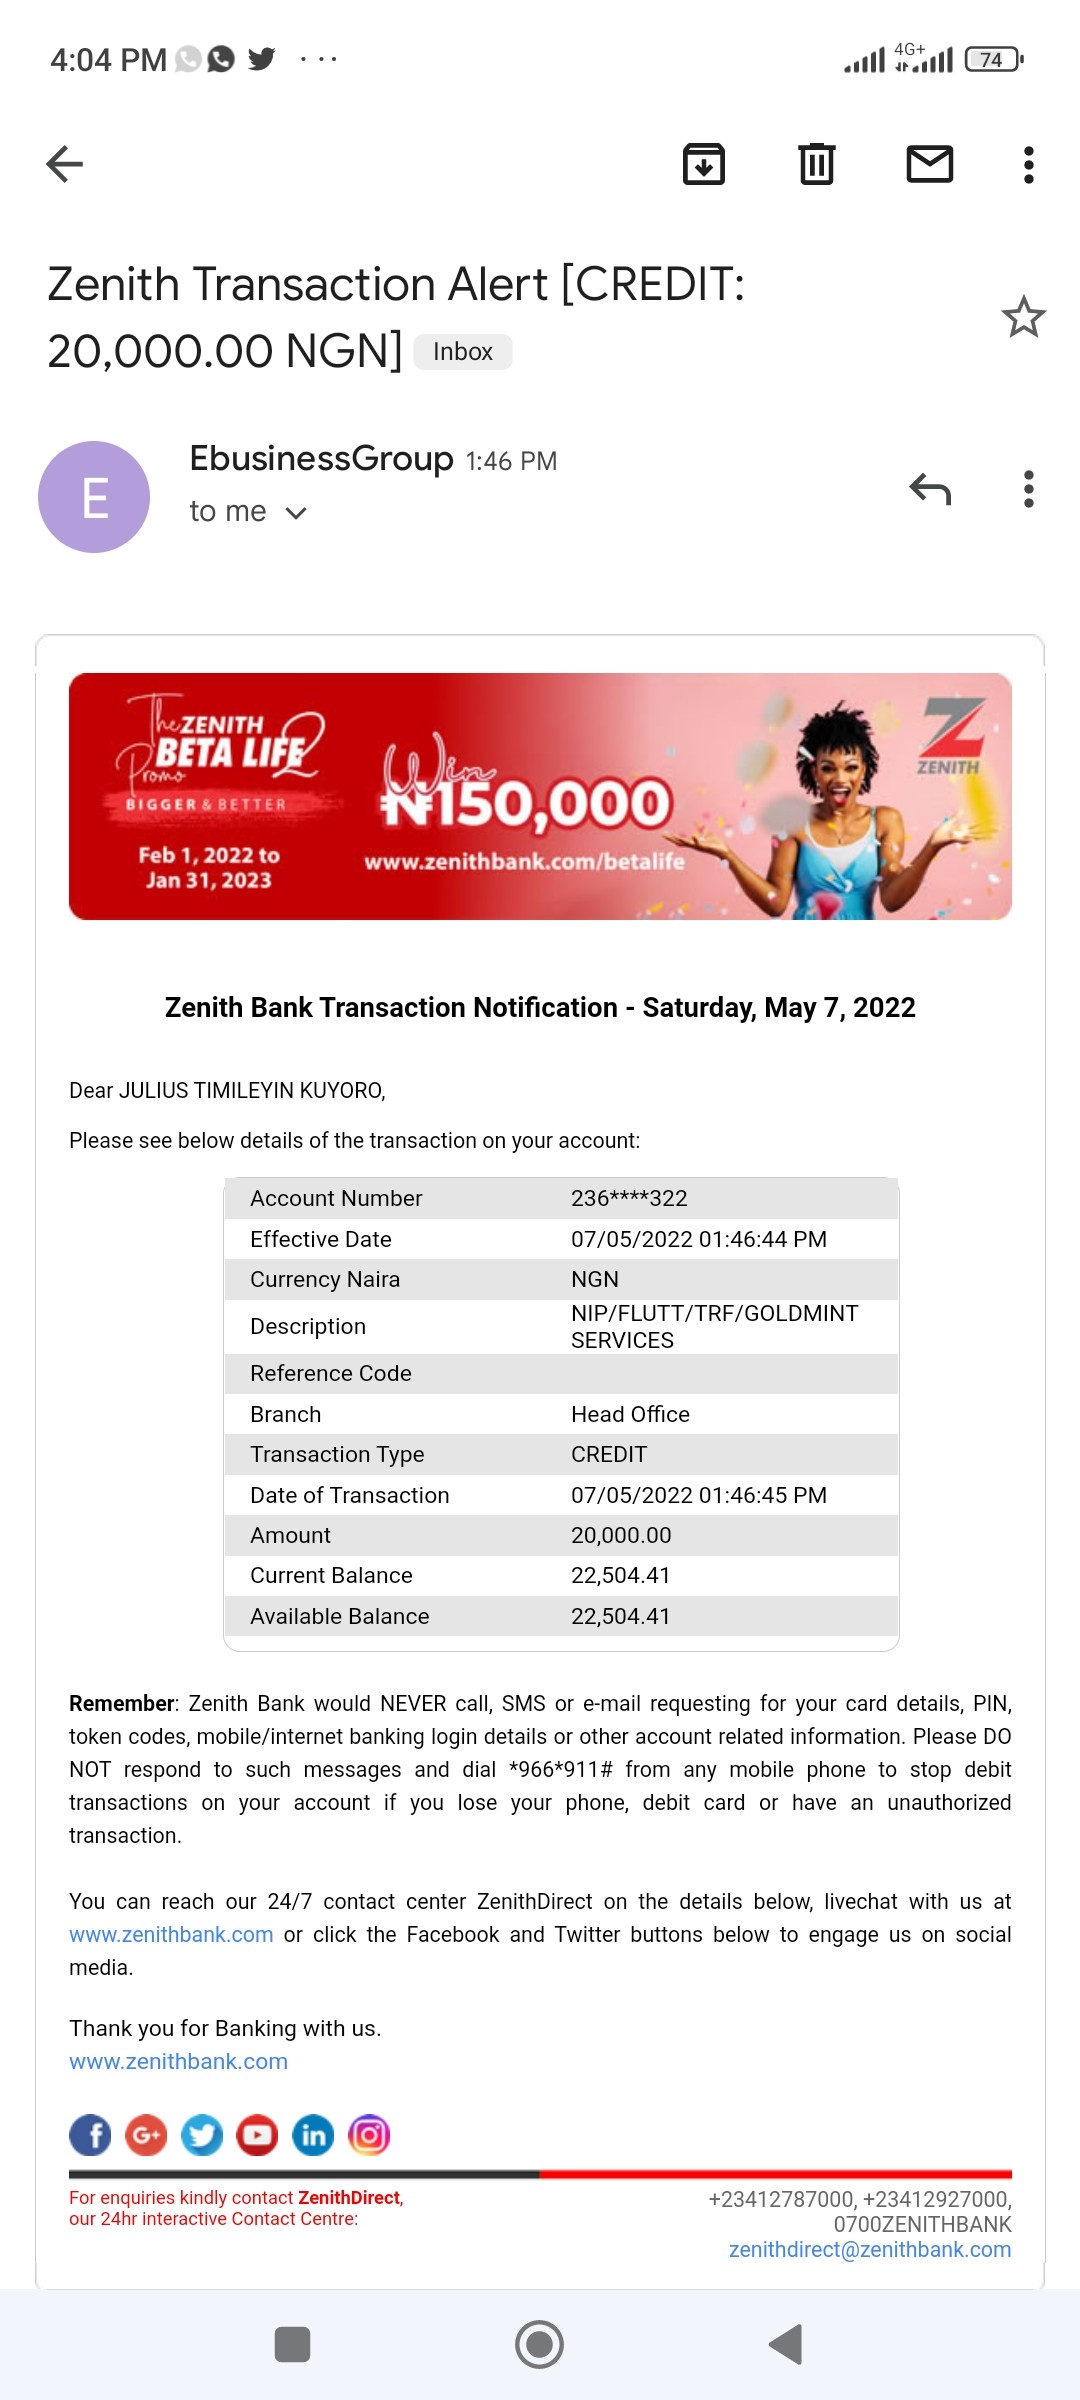 4:04 PM
4G+
74
Zenith Transaction Alert [CREDIT:
20,000.00 NGN] Inbox
E
EbusinessGroup 1:46 PM
to me
The ZENITH
BETA LIFE 2
Promo
BIGGER & BETTER
Feb 1, 2022 to
Jan 31, 2023
Win
₦150,000
www.zenithbank.com/betalife
ZENITH
Zenith Bank Transaction Notification - Saturday, May 7, 2022
Dear JULIUS TIMILEYIN KUYORO,
Please see below details of the transaction on your account:
Account Number 236****322
Effective Date 07/05/2022 01:46:44 PM
Currency Naira NGN
Description NIP/FLUTT/TRF/GOLDMINT
SERVICES
Reference Code
Branch Head Office
Transaction Type CREDIT
Date of Transaction 07/05/2022 01:46:45 PM
Amount 20,000.00
Current Balance 22,504.41
Available Balance 22,504.41
Remember: Zenith Bank would NEVER call, SMS or e-mail requesting for your card details, PIN,
token codes, mobile/internet banking login details or other account related information. Please DO
NOT respond to such messages and dial *966*911# from any mobile phone to stop debit
transactions on your account if you lose your phone, debit card or have an unauthorized
transaction.
You can reach our 24/7 contact center ZenithDirect on the details below, livechat with us at
www.zenithbank.com or click the Facebook and Twitter buttons below to engage us on social
media.
Thank you for Banking with us.
www.zenithbank.com
f G+ in
For enquiries kindly contact ZenithDirect,
our 24hr interactive Contact Centre:
+23412787000, +23412927000,
0700ZENITHBANK
zenithdirect@zenithbank.com